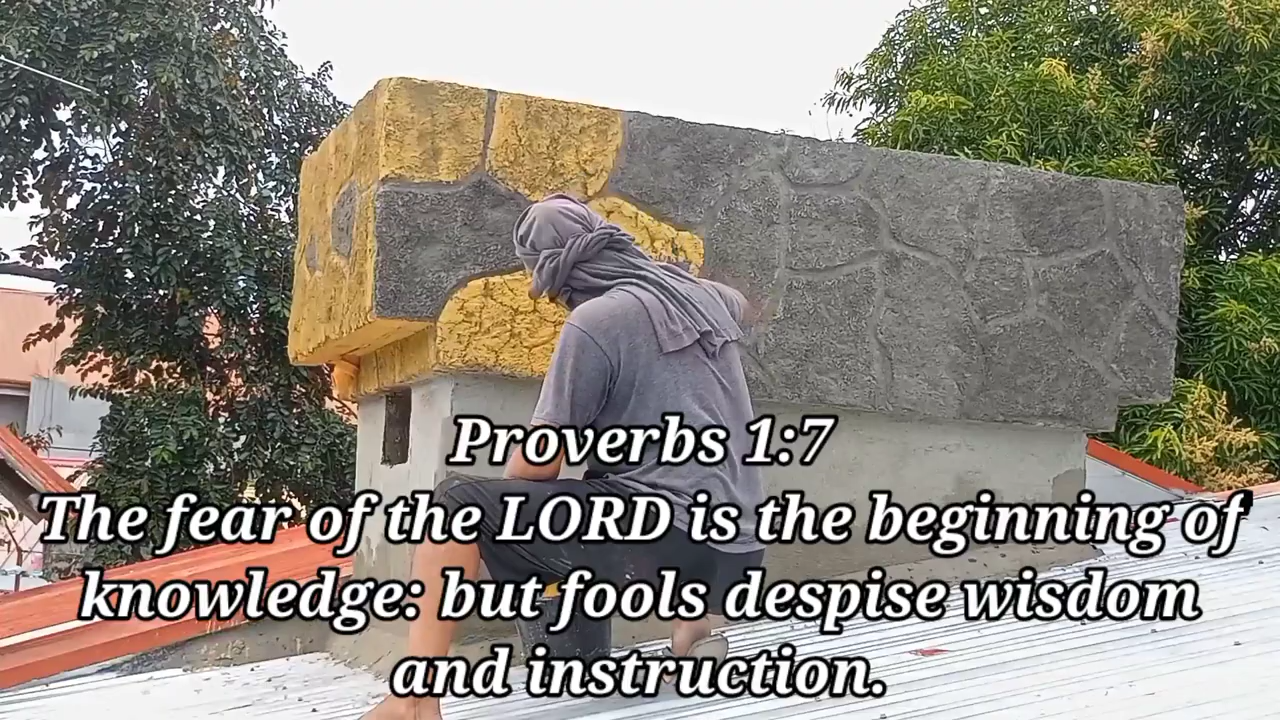 Proverbs 1:7
The fear of the LORD is the beginning of
knowledge: but fools despise wisdom
and instruction.